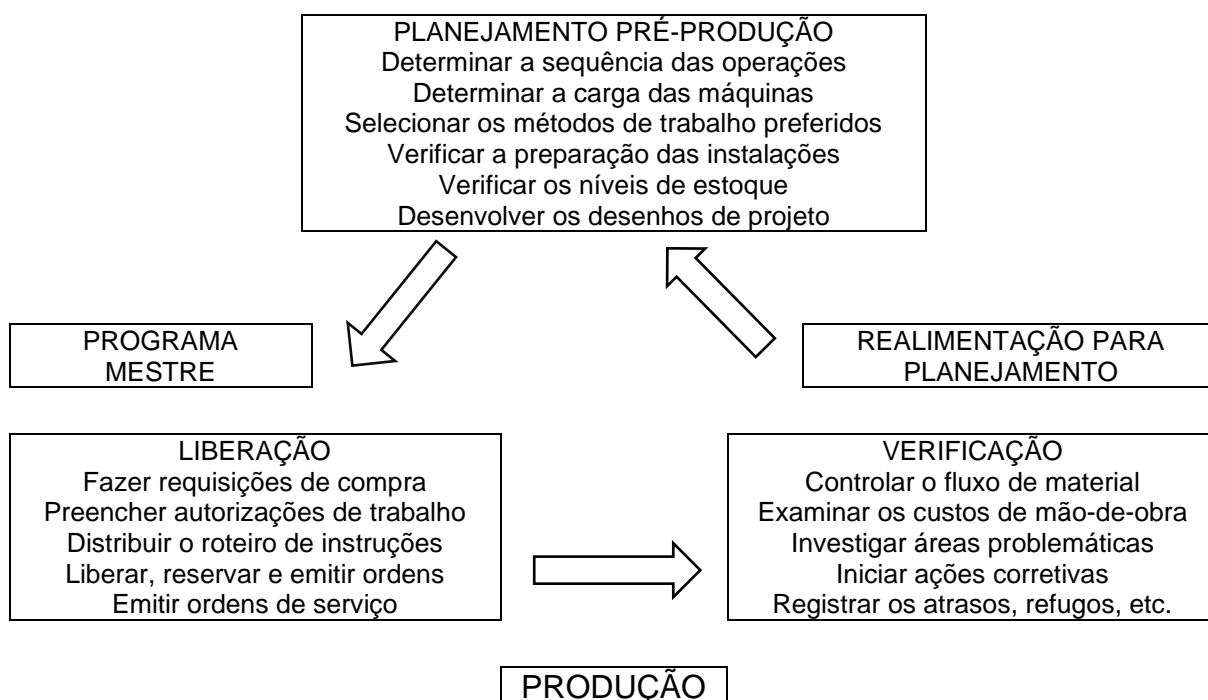 PLANEJAMENTO PRÉ-PRODUÇÃO
Determinar a sequência das operações
Determinar a carga das máquinas
Selecionar os métodos de trabalho preferidos
Verificar a preparação das instalações
Verificar os níveis de estoque
Desenvolver os desenhos de projeto
PROGRAMA
MESTRE
REALIMENTAÇÃO PARA
PLANEJAMENTO
LIBERAÇÃO
Fazer requisições de compra
Preencher autorizações de trabalho
Distribuir o roteiro de instruções
Liberar, reservar e emitir ordens
Emitir ordens de serviço
VERIFICAÇÃO
Controlar o fluxo de material
Examinar os custos de mão-de-obra
Investigar áreas problemáticas
Iniciar ações corretivas
Registrar os atrasos, refugos, etc.
PRODUÇÃO